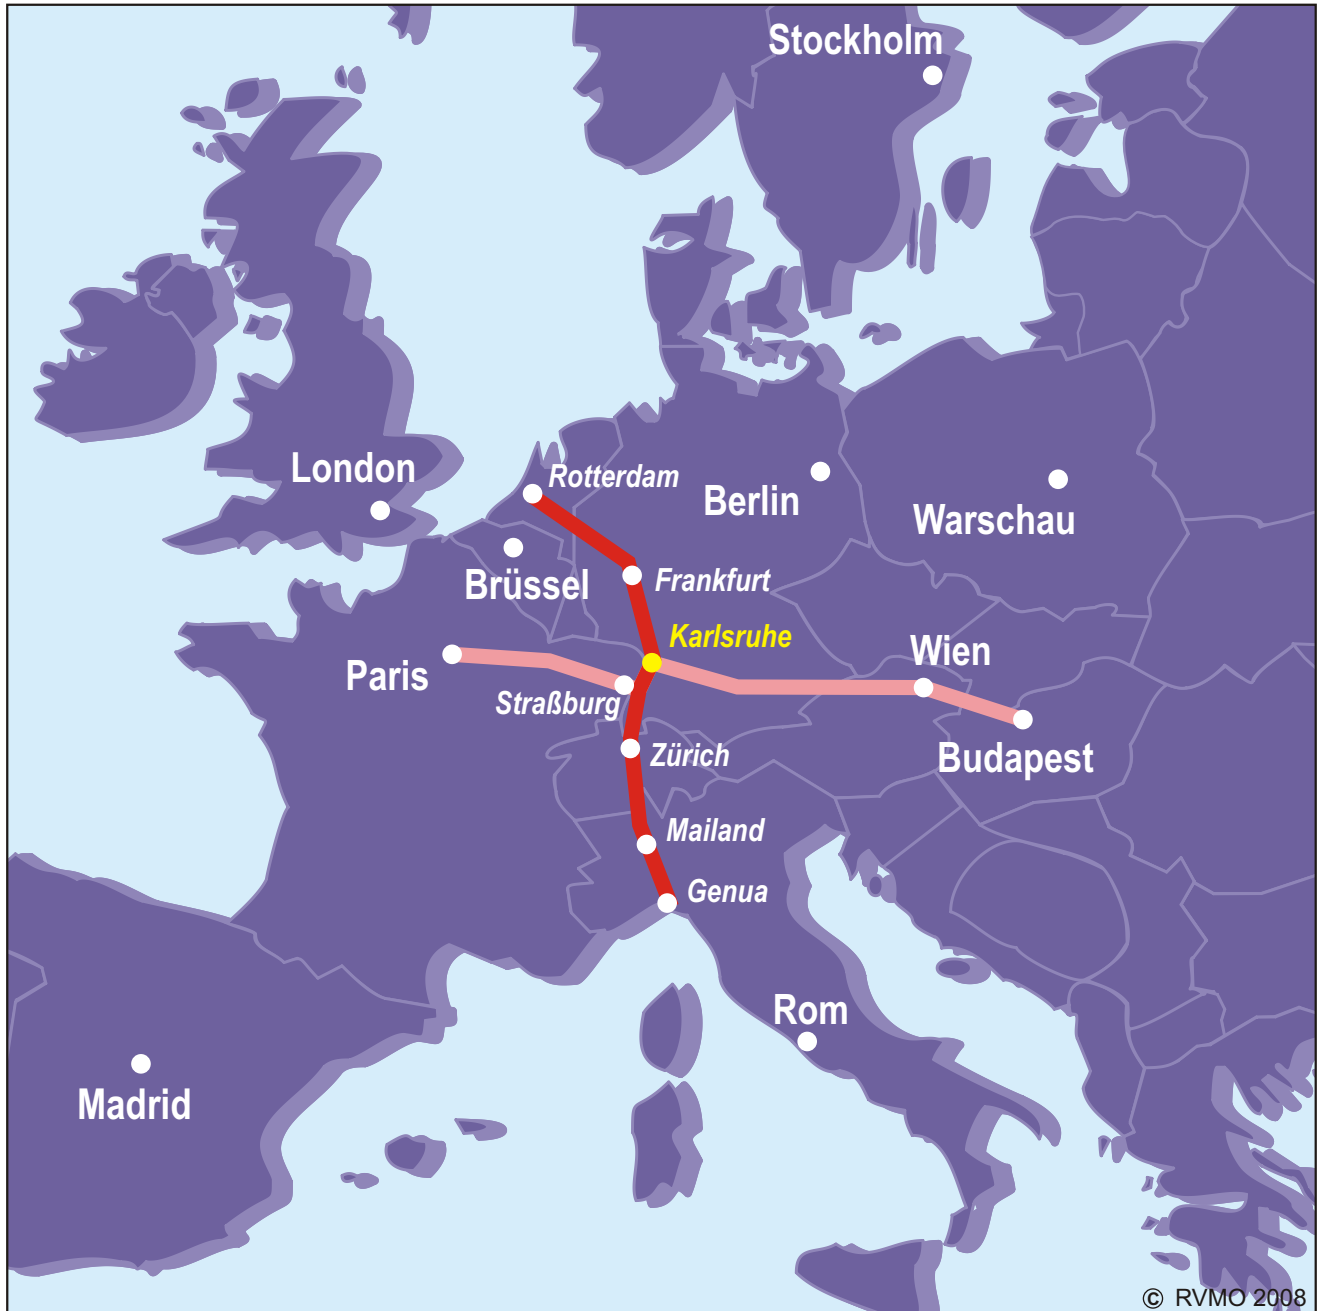 Stockholm
London
Rotterdam
Berlin
Warschau
Brüssel
Frankfurt
Karlsruhe
Wien
Paris
Straßburg
Zürich
Budapest
Mailand
Genua
Rom
Madrid
© RVMO 2008